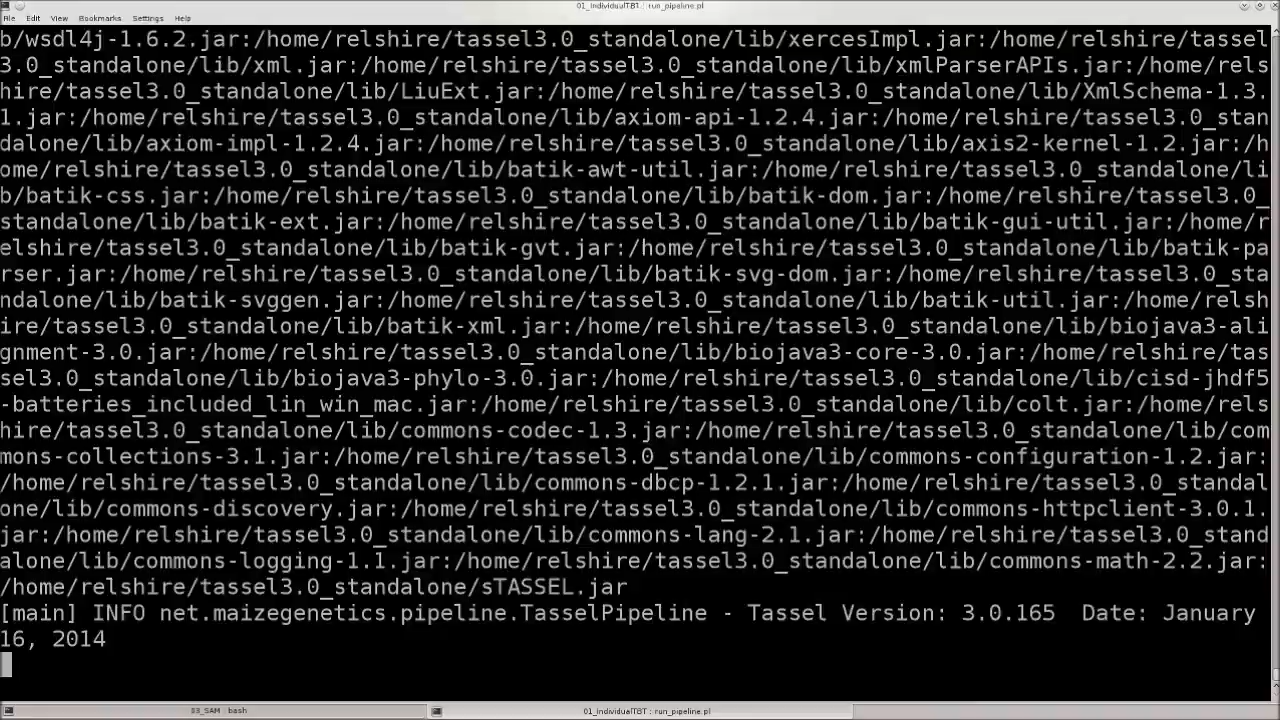 01_IndividualTBT : run_pipeline.pl
File Edit View Bookmarks Settings Help
b/wsdl4j-1.6.2.jar:/home/relshire/tassel3.0_standalone/lib/xercesImpl.jar:/home/relshire/tassel
3.0_standalone/lib/xml.jar:/home/relshire/tassel3.0_standalone/lib/xmlParserAPIs.jar:/home/rels
hire/tassel3.0_standalone/lib/LiuExt.jar:/home/relshire/tassel3.0_standalone/lib/XmlSchema-1.3.
1.jar:/home/relshire/tassel3.0_standalone/lib/axiom-api-1.2.4.jar:/home/relshire/tassel3.0_stan
dalone/lib/axiom-impl-1.2.4.jar:/home/relshire/tassel3.0_standalone/lib/axis2-kernel-1.2.jar:/h
ome/relshire/tassel3.0_standalone/lib/batik-awt-util.jar:/home/relshire/tassel3.0_standalone/li
b/batik-css.jar:/home/relshire/tassel3.0_standalone/lib/batik-dom.jar:/home/relshire/tassel3.0_
standalone/lib/batik-ext.jar:/home/relshire/tassel3.0_standalone/lib/batik-gui-util.jar:/home/r
elshire/tassel3.0_standalone/lib/batik-gvt.jar:/home/relshire/tassel3.0_standalone/lib/batik-pa
rser.jar:/home/relshire/tassel3.0_standalone/lib/batik-svg-dom.jar:/home/relshire/tassel3.0_sta
ndalone/lib/batik-svggen.jar:/home/relshire/tassel3.0_standalone/lib/batik-util.jar:/home/relsh
ire/tassel3.0_standalone/lib/batik-xml.jar:/home/relshire/tassel3.0_standalone/lib/biojava3-ali
gnment-3.0.jar:/home/relshire/tassel3.0_standalone/lib/biojava3-core-3.0.jar:/home/relshire/tas
sel3.0_standalone/lib/biojava3-phylo-3.0.jar:/home/relshire/tassel3.0_standalone/lib/cisd-jhdf5
-batteries_included_lin_win_mac.jar:/home/relshire/tassel3.0_standalone/lib/colt.jar:/home/rels
hire/tassel3.0_standalone/lib/commons-codec-1.3.jar:/home/relshire/tassel3.0_standalone/lib/com
mons-collections-3.1.jar:/home/relshire/tassel3.0_standalone/lib/commons-configuration-1.2.jar:
/home/relshire/tassel3.0_standalone/lib/commons-dbcp-1.2.1.jar:/home/relshire/tassel3.0_standal
one/lib/commons-discovery.jar:/home/relshire/tassel3.0_standalone/lib/commons-httpclient-3.0.1.
jar:/home/relshire/tassel3.0_standalone/lib/commons-lang-2.1.jar:/home/relshire/tassel3.0_stand
alone/lib/commons-logging-1.1.jar:/home/relshire/tassel3.0_standalone/lib/commons-math-2.2.jar:
/home/relshire/tassel3.0_standalone/sTASSEL.jar
[main] INFO net.maizegenetics.pipeline.TasselPipeline - Tassel Version: 3.0.165  Date: January
16, 2014
03_SAM : bash
01_IndividualTBT : run_pipeline.pl